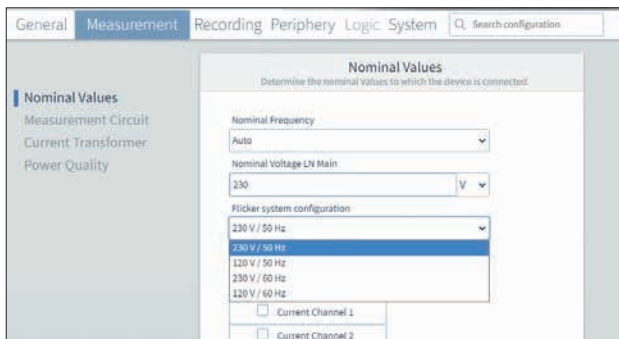 General Measurement Recording Periphery Logic System Search configuration
Nominal Values
Determine the nominal Values to which the device is connected.
Nominal Values
Measurement Circuit
Current Transformer
Power Quality
Nominal Frequency
Auto
Nominal Voltage LN Main
230 V
Flicker system configuration
230 V / 50 Hz
230 V / 50 Hz
120 V / 50 Hz
230 V / 60 Hz
120 V / 60 Hz
Current Channel 1
Current Channel 2